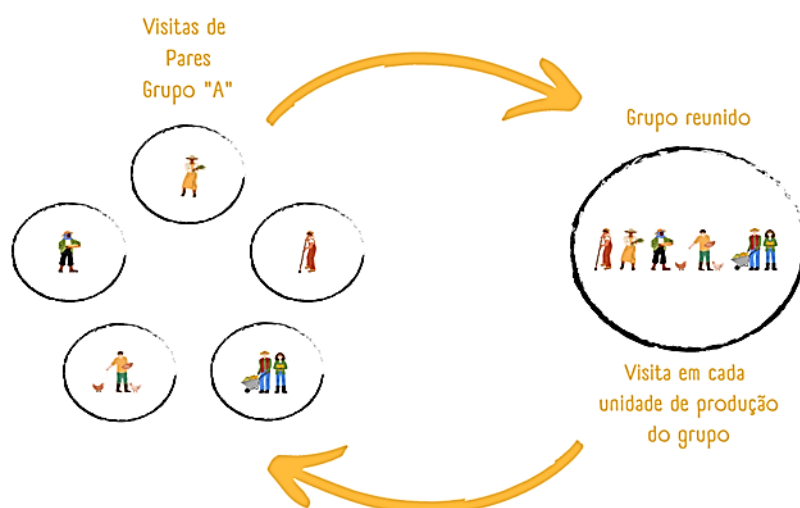 Visitas de
Pares
Grupo "A"
Grupo reunido
Visita em cada
unidade de produção
do grupo